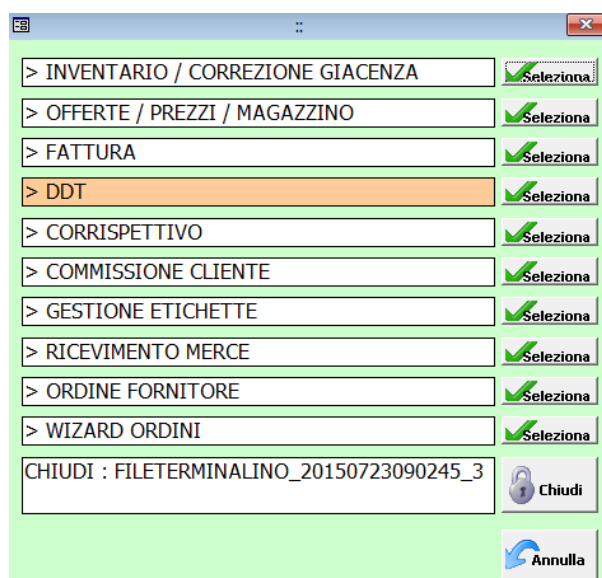 ::
> INVENTARIO / CORREZIONE GIACENZA Seleziona
> OFFERTE / PREZZI / MAGAZZINO Seleziona
> FATTURA Seleziona
> DDT Seleziona
> CORRISPETTIVO Seleziona
> COMMISSIONE CLIENTE Seleziona
> GESTIONE ETICHETTE Seleziona
> RICEVIMENTO MERCE Seleziona
> ORDINE FORNITORE Seleziona
> WIZARD ORDINI Seleziona
CHIUDI : FILETERMINALINO_20150723090245_3
Chiudi
Annulla